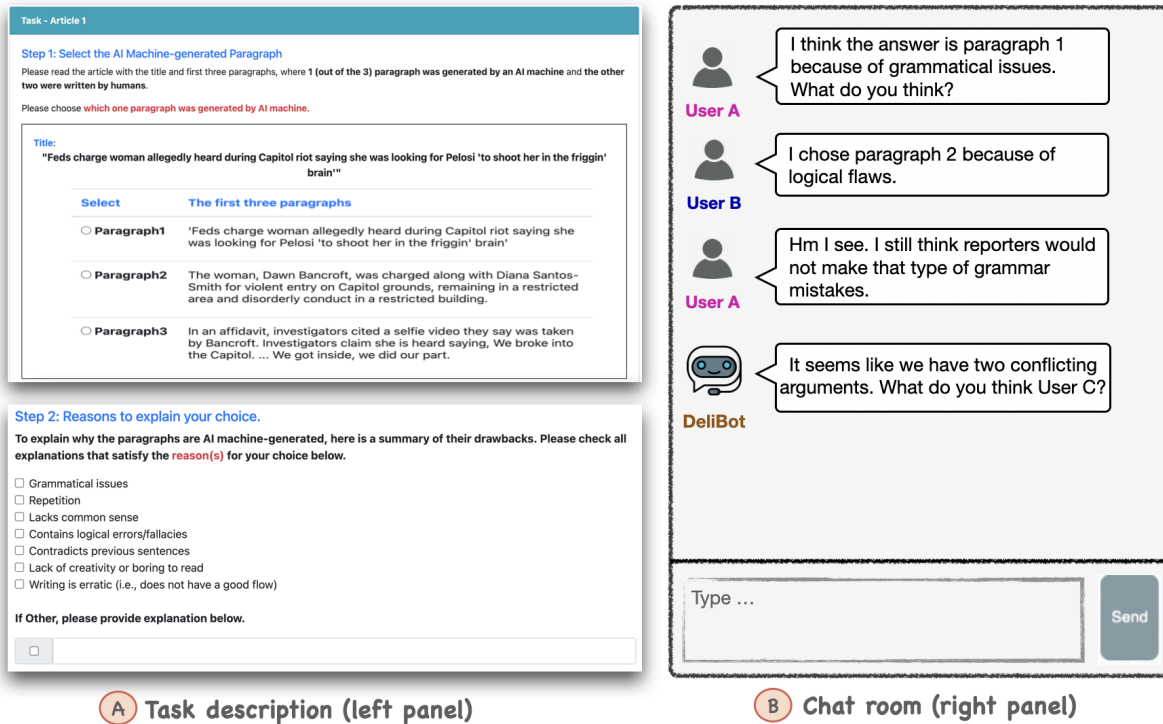 Task - Article 1
Step 1: Select the AI Machine-generated Paragraph
Please read the article with the title and first three paragraphs, where 1 (out of the 3) paragraph was generated by an AI machine and the other
two were written by humans.
Please choose which one paragraph was generated by AI machine.
Title:
"Feds charge woman allegedly heard during Capitol riot saying she was looking for Pelosi 'to shoot her in the friggin'
brain'"
Select The first three paragraphs
Paragraph1 'Feds charge woman allegedly heard during Capitol riot saying she
was looking for Pelosi 'to shoot her in the friggin' brain'
Paragraph2 The woman, Dawn Bancroft, was charged along with Diana Santos-
Smith for violent entry on Capitol grounds, remaining in a restricted
area and disorderly conduct in a restricted building.
Paragraph3 In an affidavit, investigators cited a selfie video they say was taken
by Bancroft. Investigators claim she is heard saying, We broke into
the Capitol. ... We got inside, we did our part.
Step 2: Reasons to explain your choice.
To explain why the paragraphs are AI machine-generated, here is a summary of their drawbacks. Please check all
explanations that satisfy the reason(s) for your choice below.
Grammatical issues
Repetition
Lacks common sense
Contains logical errors/fallacies
Contradicts previous sentences
Lack of creativity or boring to read
Writing is erratic (i.e., does not have a good flow)
If Other, please provide explanation below.
A Task description (left panel)
I think the answer is paragraph 1
because of grammatical issues.
What do you think?
User A
I chose paragraph 2 because of
logical flaws.
User B
Hm I see. I still think reporters would
not make that type of grammar
mistakes.
User A
It seems like we have two conflicting
arguments. What do you think User C?
DeliBot
Type ...
Send
B Chat room (right panel)